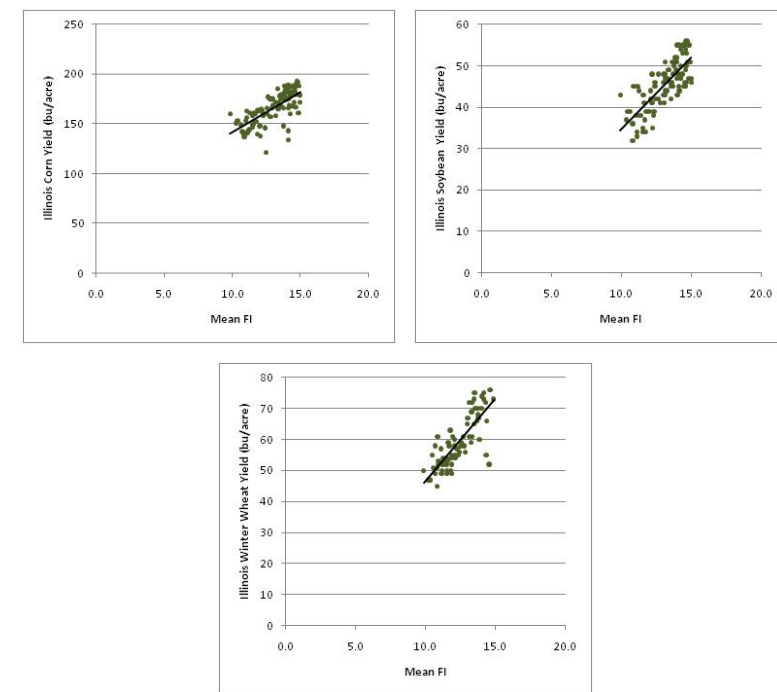 250
200
150
100
50
0
Illinois Corn Yield (bu/acre)
0.0 5.0 10.0 15.0 20.0
Mean FI
60
50
40
30
20
10
0
Illinois Soybean Yield (bu/acre)
0.0 5.0 10.0 15.0 20.0
Mean FI
80
70
60
50
40
30
20
10
0
Illinois Winter Wheat Yield (bu/acre)
0.0 5.0 10.0 15.0 20.0
Mean FI